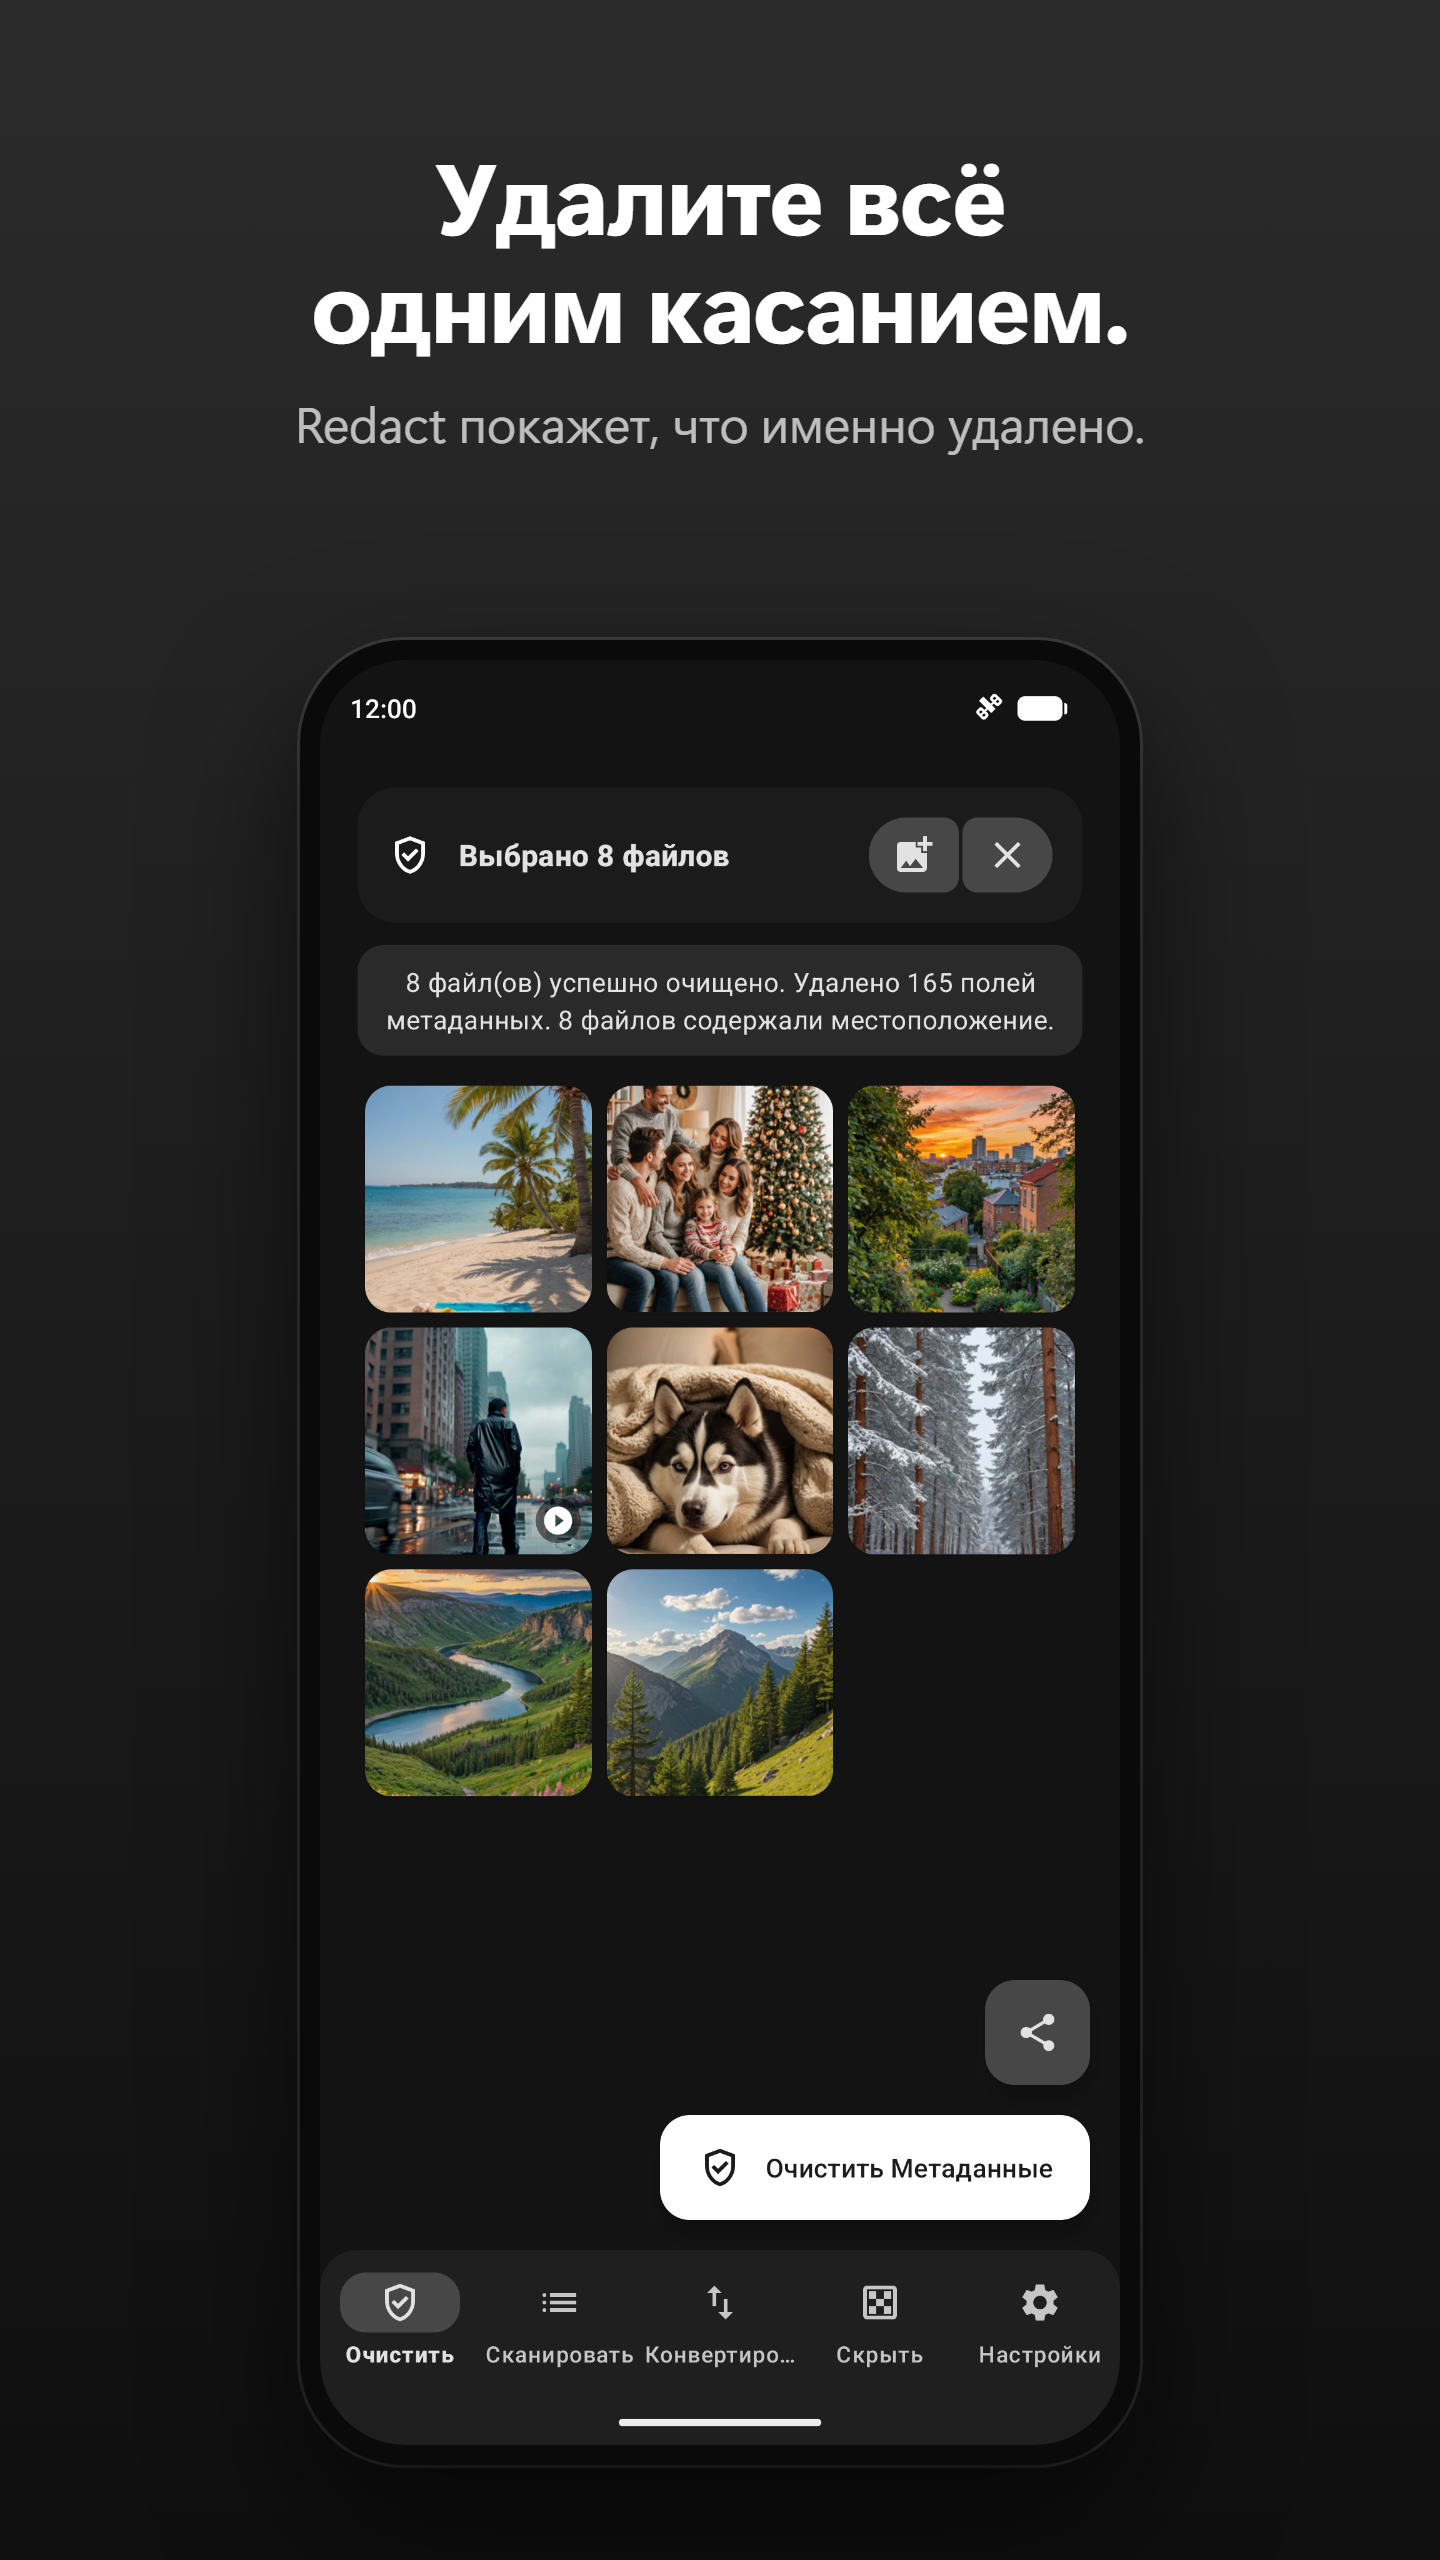 Удалите всё
одним касанием.
Redact покажет, что именно удалено.
12:00
Выбрано 8 файлов
8 файл(ов) успешно очищено. Удалено 165 полей
метаданных. 8 файлов содержали местоположение.
Очистить Метаданные
Очистить
Сканировать
Конвертиро...
Скрыть
Настройки